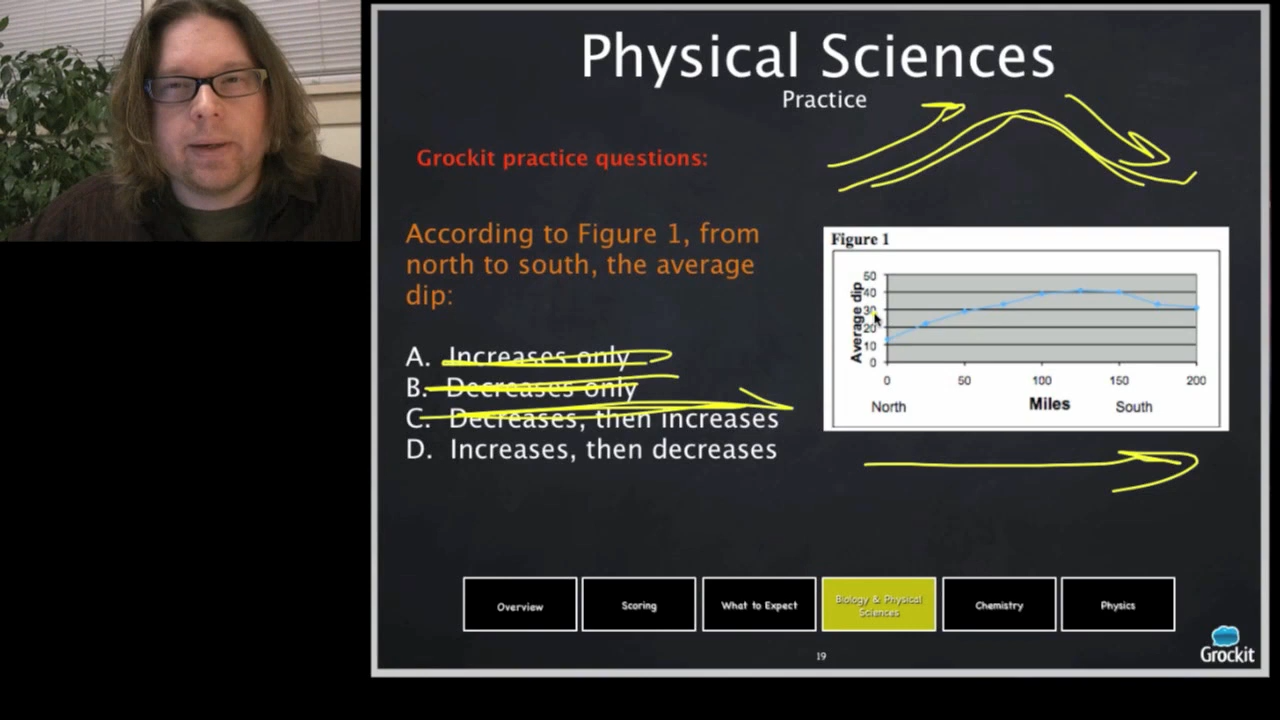 Physical Sciences
Practice
Grockit practice questions:
According to Figure 1, from
north to south, the average
dip:
A. Increases only
B. Decreases only
C. Decreases, then increases
D. Increases, then decreases
Figure 1
Average dip
50
40
30
20
10
0
0 50 100 150 200
North Miles South
Overview
Scoring
What to Expect
Biology & Physical
Sciences
Chemistry
Physics
19
Grockit